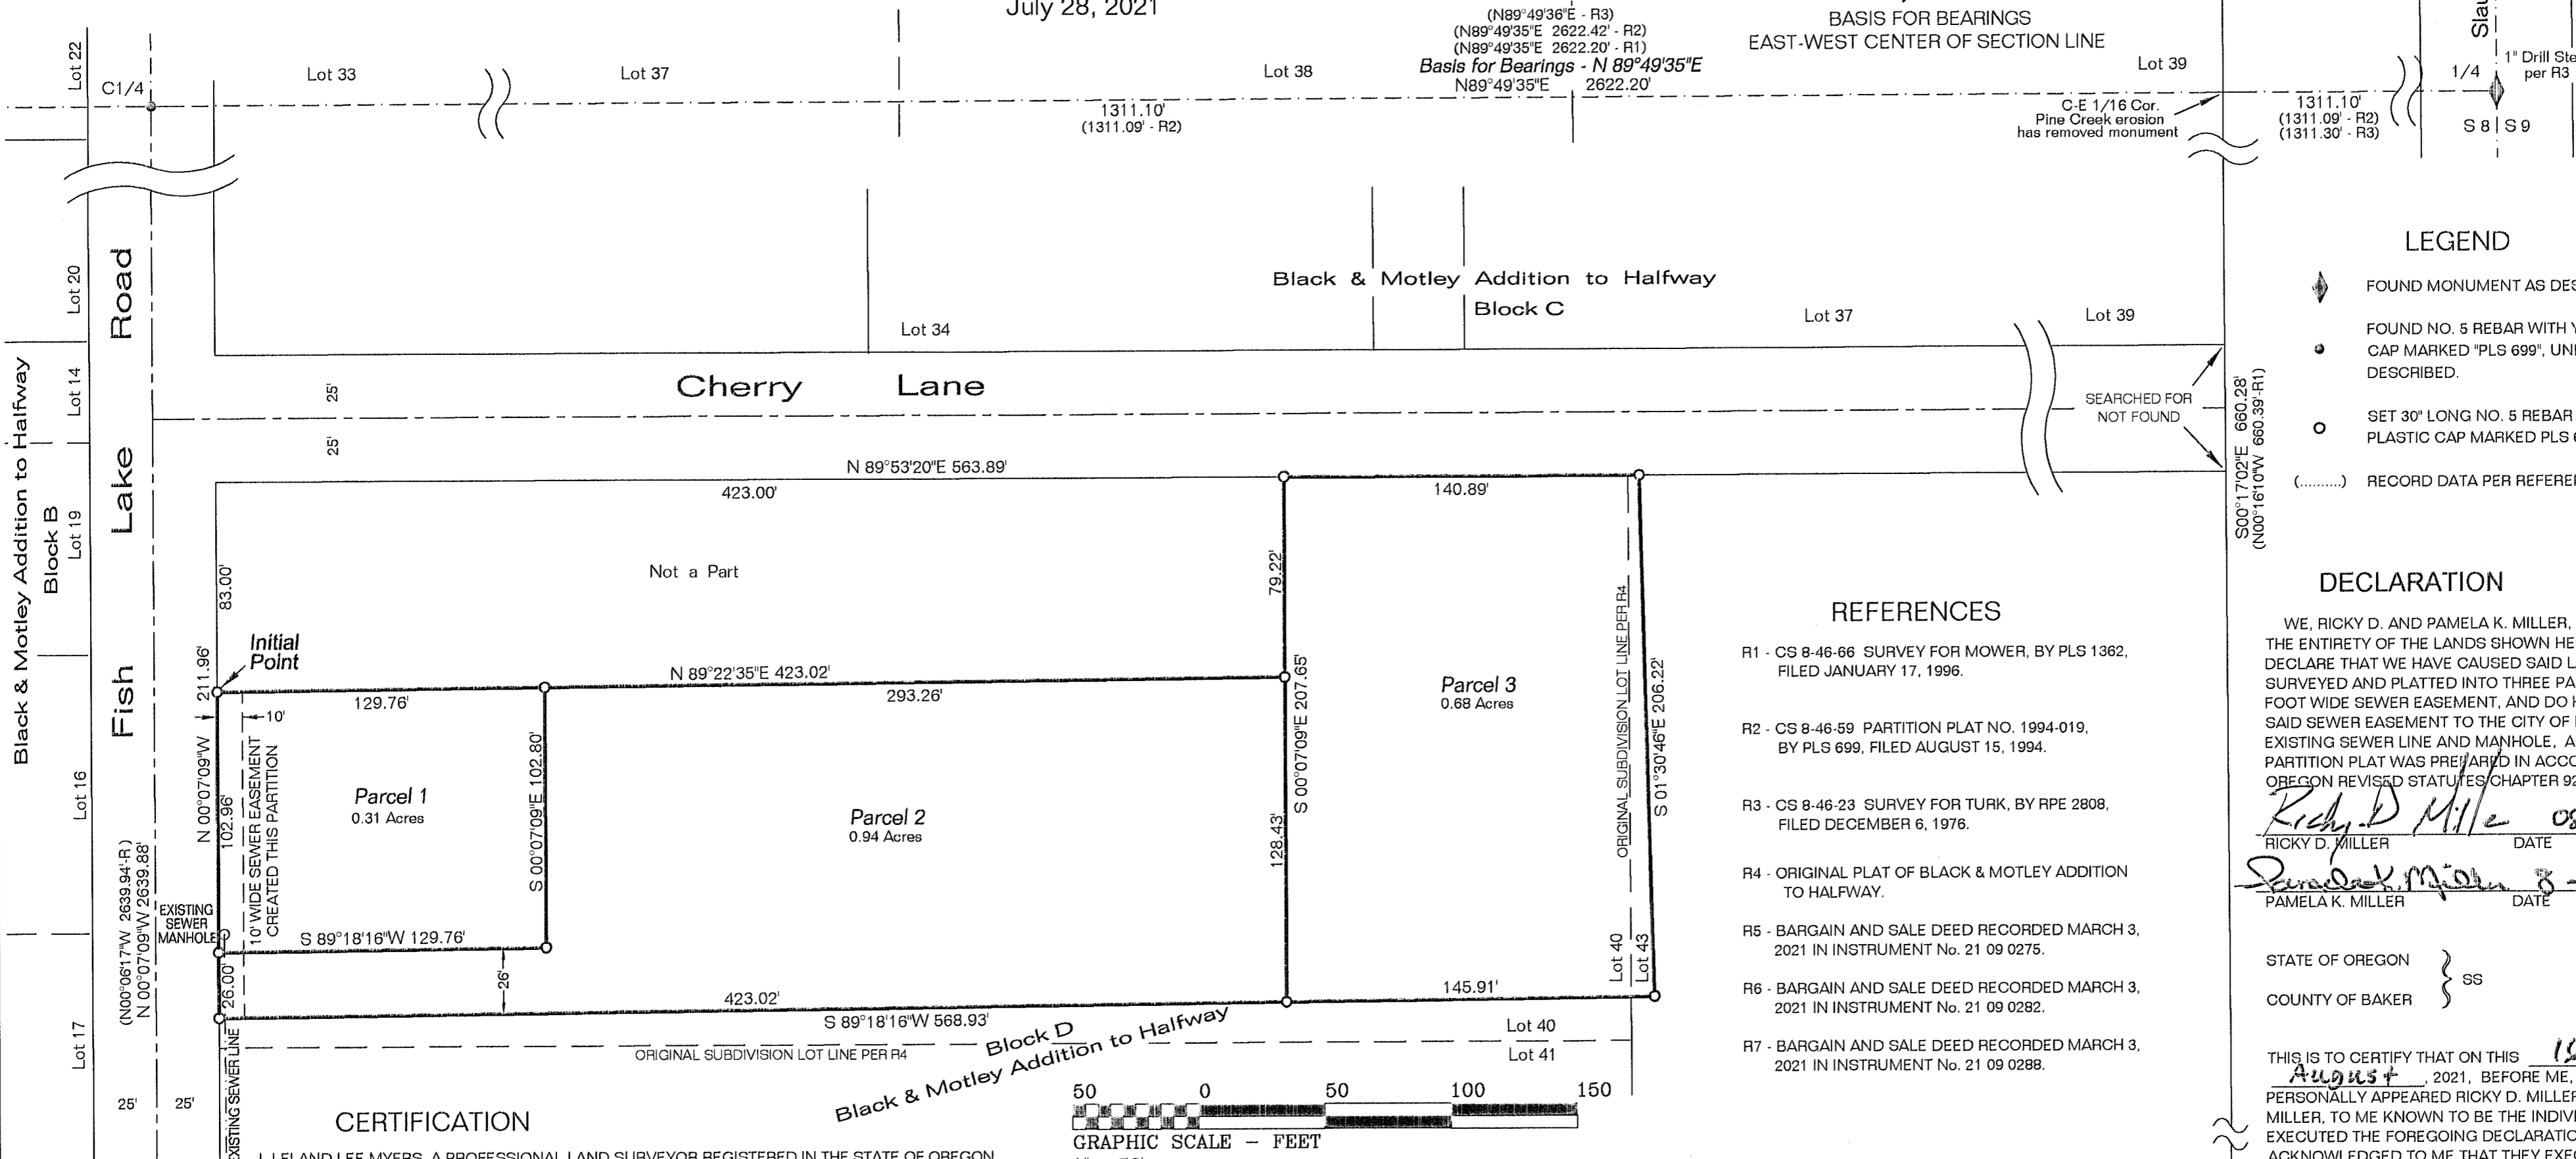 July 28, 2021
(N89°49'36"E - R3)
(N89°49'35"E 2622.42' - R2)
(N89°49'35"E 2622.20' - R1)
Basis for Bearings - N 89°49'35"E
N89°49'35"E 2622.20'
BASIS FOR BEARINGS
EAST-WEST CENTER OF SECTION LINE
Lot 22
C1/4
Lot 33
Lot 37
Lot 38
Lot 39
1311.10'
(1311.09' - R2)
C-E 1/16 Cor.
Pine Creek erosion
has removed monument
1311.10'
(1311.09' - R2)
(1311.30' - R3)
1/4
1" Drill Ste
per R3
S 8 S 9
Lot 20
Lot 14
Lot 19
Lot 16
Lot 17
Black & Motley Addition to Halfway
Block B
Fish Lake Road
(N00°06'17"W 2639.94'-R )
N 00°07'09"W 2639.88'
25'
25'
Black & Motley Addition to Halfway
Block C
Lot 34
Lot 37
Lot 39
Cherry Lane
25'
25'
SEARCHED FOR
NOT FOUND
S00°17'02"E 660.28'
(N00°16'10"W 660.39'-R1)
N 89°53'20"E 563.89'
423.00'
140.89'
Not a Part
83.00'
79.22'
Initial
Point
N 00°07'09"W 211.96'
N 89°22'35"E 423.02'
129.76'
293.26'
10'
10' WIDE SEWER EASEMENT
CREATED THIS PARTITION
102.96'
Parcel 1
0.31 Acres
S 00°07'09"E 102.80'
Parcel 2
0.94 Acres
128.43'
S 00°07'09"E 207.65'
Parcel 3
0.68 Acres
ORIGINAL SUBDIVISION LOT LINE PER R4
S 01°30'46"E 206.22'
EXISTING
SEWER
MANHOLE
S 89°18'16"W 129.76'
26.00'
26'
423.02'
145.91'
S 89°18'16"W 568.93'
Lot 40
Lot 43
Lot 40
Lot 41
EXISTING SEWER LINE
ORIGINAL SUBDIVISION LOT LINE PER R4
Block D
Black & Motley Addition to Halfway
50 0 50 100 150
GRAPHIC SCALE - FEET
CERTIFICATION
I, LELAND LEE MYERS, A PROFESSIONAL LAND SURVEYOR REGISTERED IN THE STATE OF OREGON
REFERENCES
R1 - CS 8-46-66 SURVEY FOR MOWER, BY PLS 1362,
FILED JANUARY 17, 1996.
R2 - CS 8-46-59 PARTITION PLAT NO. 1994-019,
BY PLS 699, FILED AUGUST 15, 1994.
R3 - CS 8-46-23 SURVEY FOR TURK, BY RPE 2808,
FILED DECEMBER 6, 1976.
R4 - ORIGINAL PLAT OF BLACK & MOTLEY ADDITION
TO HALFWAY.
R5 - BARGAIN AND SALE DEED RECORDED MARCH 3,
2021 IN INSTRUMENT No. 21 09 0275.
R6 - BARGAIN AND SALE DEED RECORDED MARCH 3,
2021 IN INSTRUMENT No. 21 09 0282.
R7 - BARGAIN AND SALE DEED RECORDED MARCH 3,
2021 IN INSTRUMENT No. 21 09 0288.
LEGEND
FOUND MONUMENT AS DES
FOUND NO. 5 REBAR WITH
CAP MARKED "PLS 699", UN
DESCRIBED.
SET 30" LONG NO. 5 REBAR
PLASTIC CAP MARKED PLS
(..........) RECORD DATA PER REFERE
DECLARATION
WE, RICKY D. AND PAMELA K. MILLER,
THE ENTIRETY OF THE LANDS SHOWN HE
DECLARE THAT WE HAVE CAUSED SAID L
SURVEYED AND PLATTED INTO THREE PA
FOOT WIDE SEWER EASEMENT, AND DO
SAID SEWER EASEMENT TO THE CITY OF
EXISTING SEWER LINE AND MANHOLE, A
PARTITION PLAT WAS PREPARED IN ACCO
OREGON REVISED STATUTES CHAPTER 92
Ricky D Mille 08
RICKY D. MILLER DATE
Pamela K. Miller 8 -
PAMELA K. MILLER DATE
STATE OF OREGON
SS
COUNTY OF BAKER
THIS IS TO CERTIFY THAT ON THIS
August, 2021, BEFORE ME,
PERSONALLY APPEARED RICKY D. MILLER
MILLER, TO ME KNOWN TO BE THE INDIVI
EXECUTED THE FOREGOING DECLARATIO
ACKNOWLEDGED TO ME THAT THEY EXE